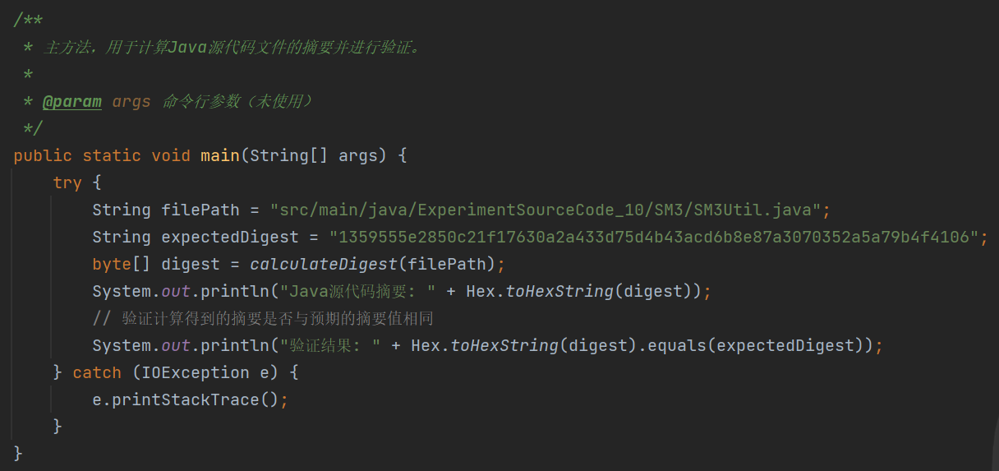 /**
 * 主方法，用于计算Java源代码文件的摘要并进行验证。
 *
 * @param args 命令行参数（未使用）
 */
public static void main(String[] args) {
    try {
        String filePath = "src/main/java/ExperimentSourceCode_10/SM3/SM3Util.java";
        String expectedDigest = "1359555e2850c21f17630a2a433d75d4b43acd6b8e87a3070352a5a79b4f4106";
        byte[] digest = calculateDigest(filePath);
        System.out.println("Java源代码摘要: " + Hex.toHexString(digest));
        // 验证计算得到的摘要是否与预期的摘要值相同
        System.out.println("验证结果: " + Hex.toHexString(digest).equals(expectedDigest));
    } catch (IOException e) {
        e.printStackTrace();
    }
}